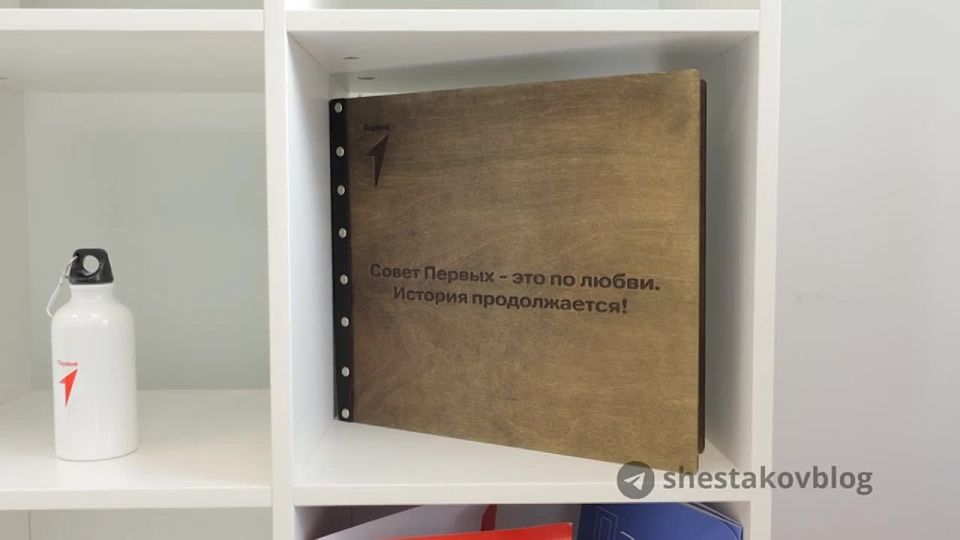 Первые
Совет Первых - это по любви.
История продолжается!
Первые
shestakovblog